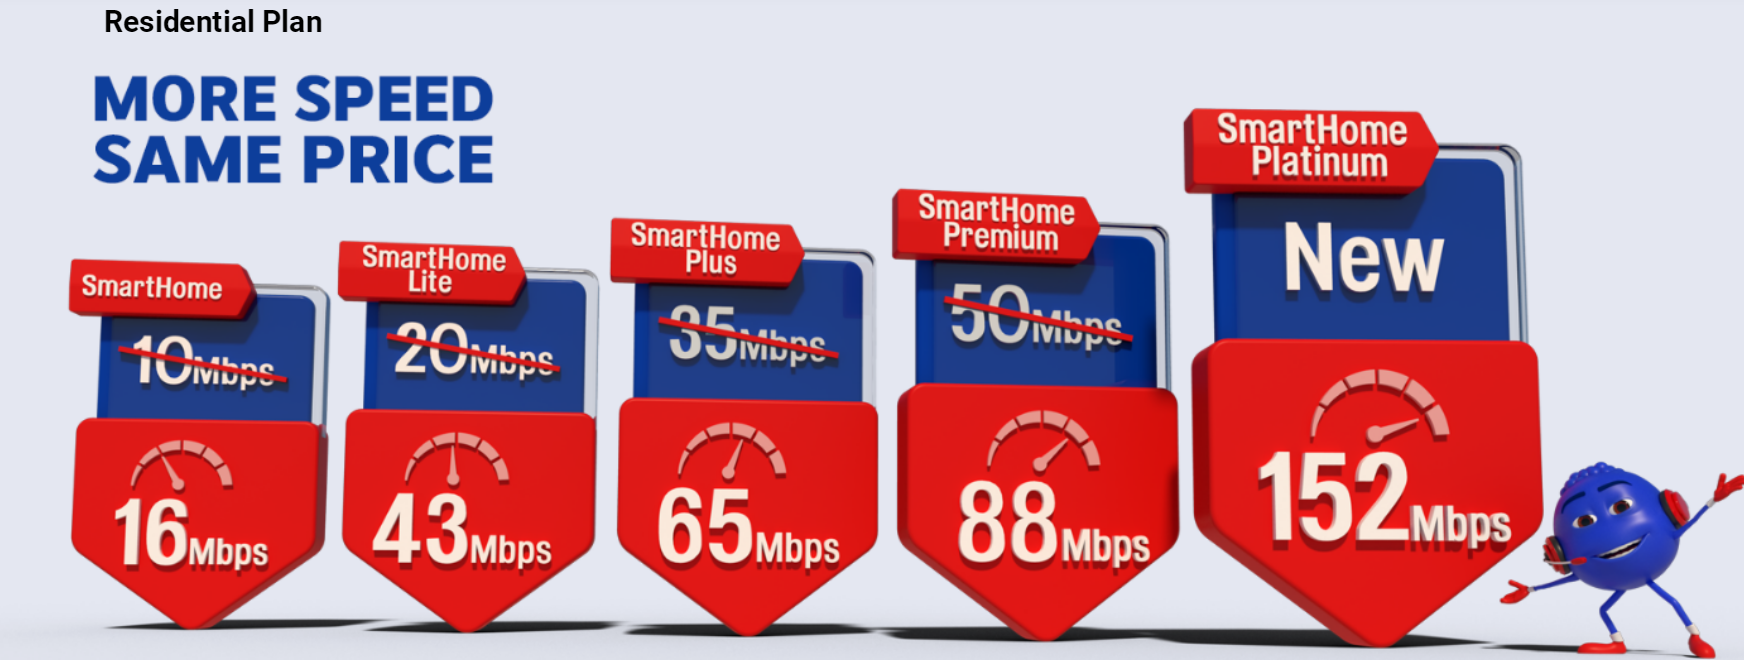 Residential Plan
MORE SPEED
SAME PRICE
SmartHome
10Mbps
16Mbps
SmartHome
Lite
20Mbps
43Mbps
SmartHome
Plus
35Mbps
65Mbps
SmartHome
Premium
50Mbps
88Mbps
SmartHome
Platinum
New
152Mbps